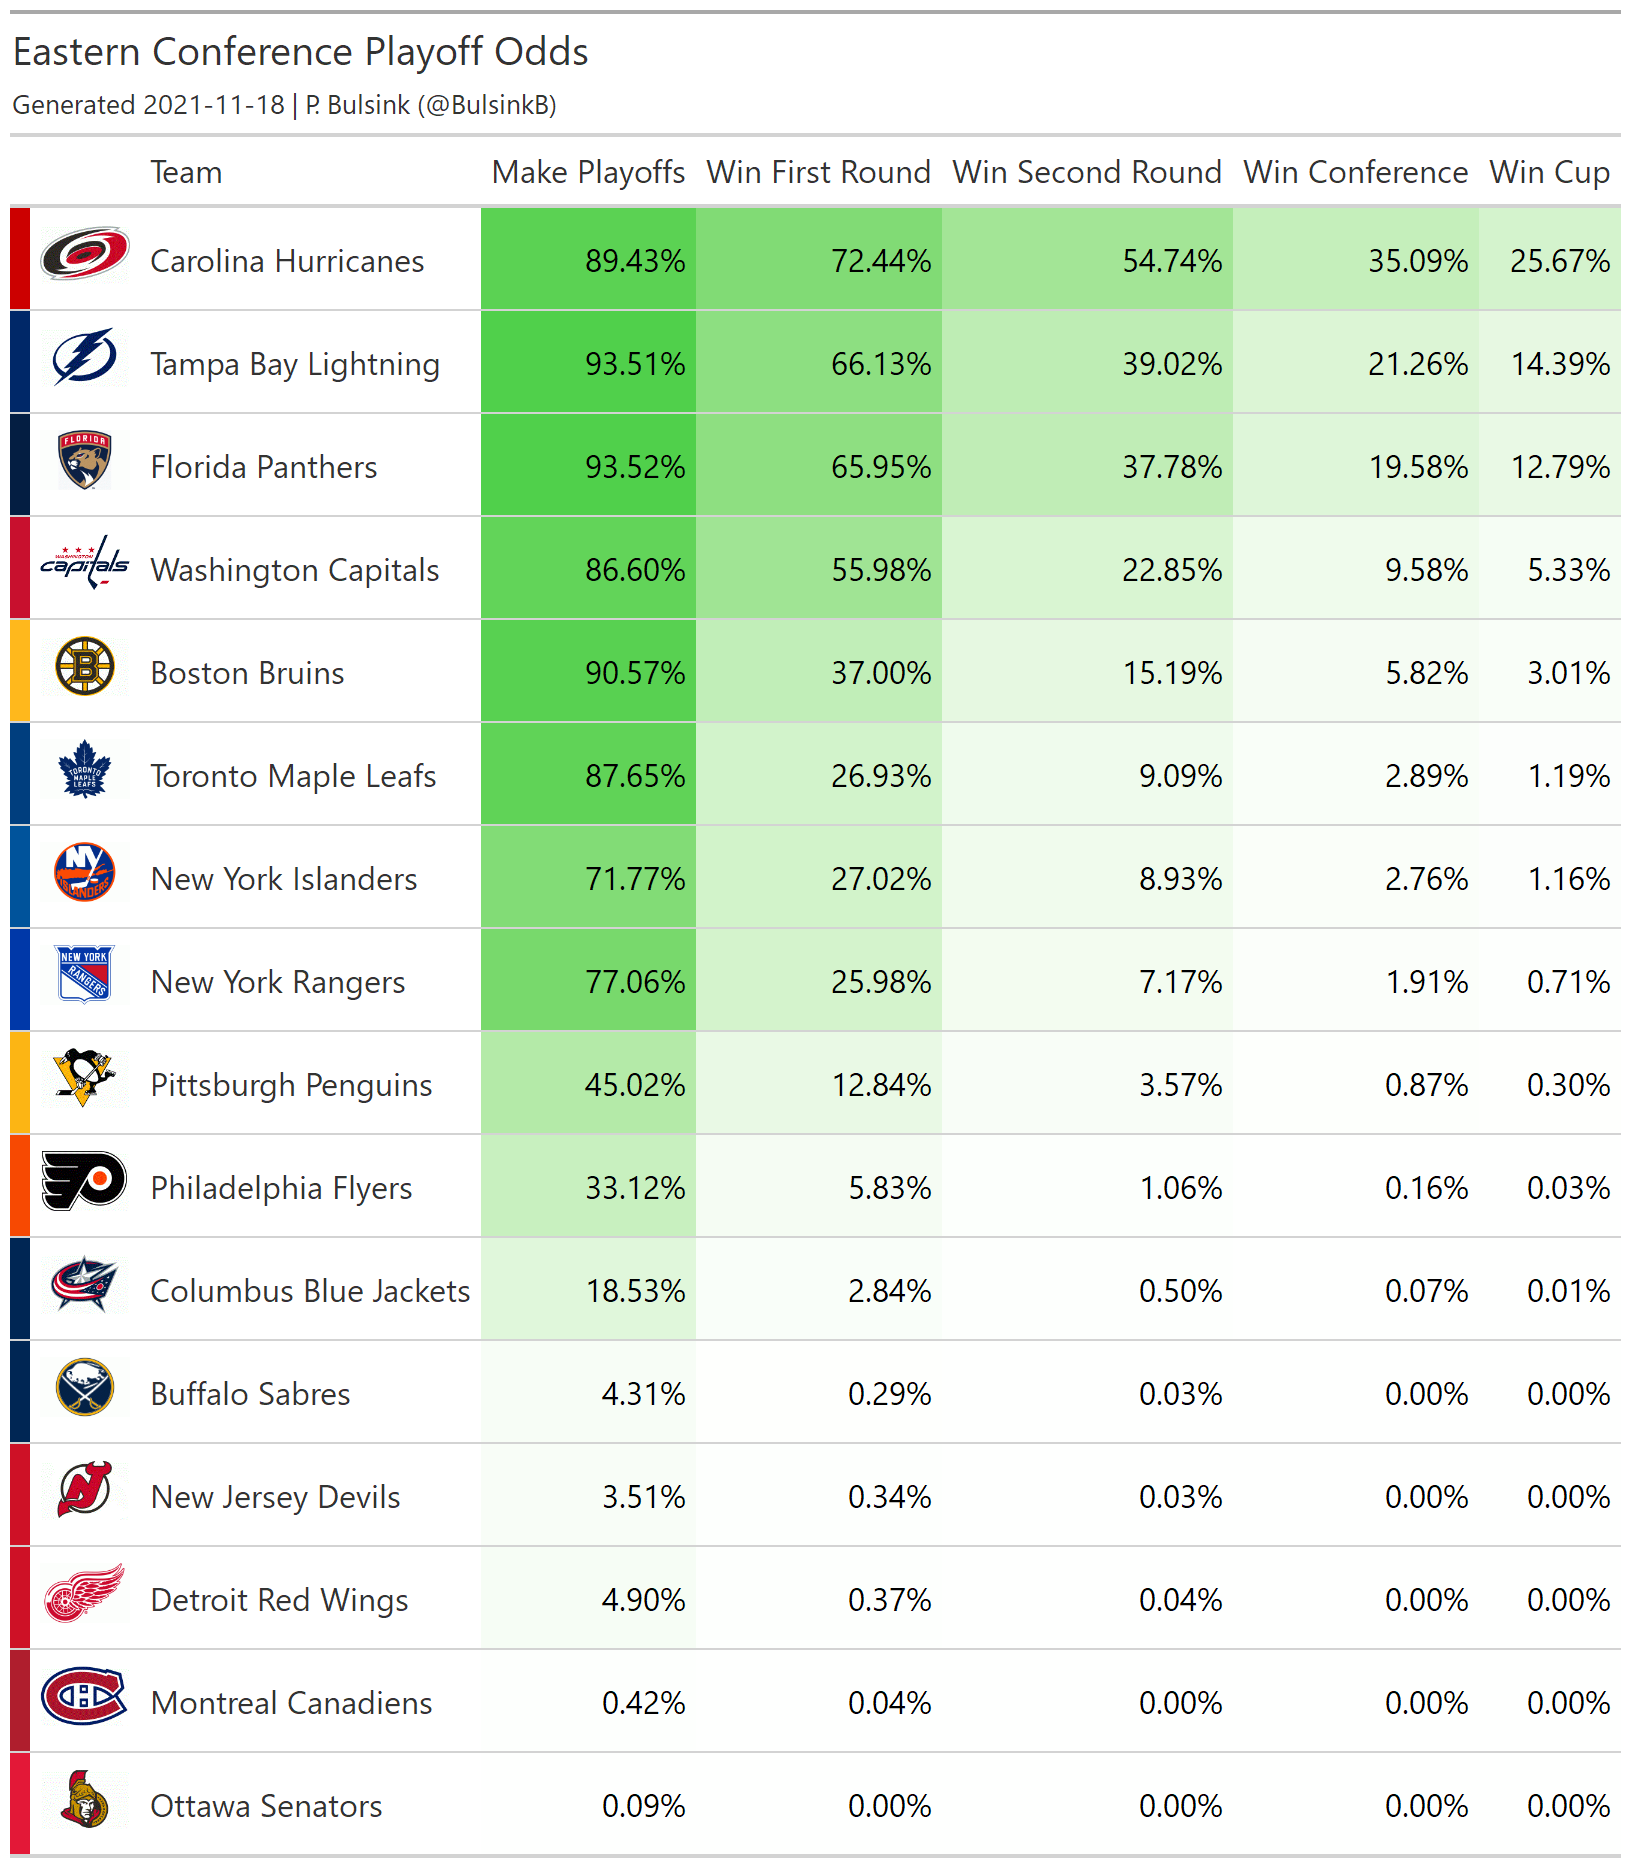 Eastern Conference Playoff Odds
Generated 2021-11-18 | P. Bulsink (@BulsinkB)
Team Make Playoffs Win First Round Win Second Round Win Conference Win Cup
Carolina Hurricanes 89.43% 72.44% 54.74% 35.09% 25.67%
Tampa Bay Lightning 93.51% 66.13% 39.02% 21.26% 14.39%
FLORIDA Florida Panthers 93.52% 65.95% 37.78% 19.58% 12.79%
WASHINGTON capitals Washington Capitals 86.60% 55.98% 22.85% 9.58% 5.33%
B Boston Bruins 90.57% 37.00% 15.19% 5.82% 3.01%
TORONTO MAPLE LEAFS Toronto Maple Leafs 87.65% 26.93% 9.09% 2.89% 1.19%
NY ISLANDERS New York Islanders 71.77% 27.02% 8.93% 2.76% 1.16%
NEW YORK RANGERS New York Rangers 77.06% 25.98% 7.17% 1.91% 0.71%
Pittsburgh Penguins 45.02% 12.84% 3.57% 0.87% 0.30%
Philadelphia Flyers 33.12% 5.83% 1.06% 0.16% 0.03%
Columbus Blue Jackets 18.53% 2.84% 0.50% 0.07% 0.01%
Buffalo Sabres 4.31% 0.29% 0.03% 0.00% 0.00%
New Jersey Devils 3.51% 0.34% 0.03% 0.00% 0.00%
Detroit Red Wings 4.90% 0.37% 0.04% 0.00% 0.00%
Montreal Canadiens 0.42% 0.04% 0.00% 0.00% 0.00%
Ottawa Senators 0.09% 0.00% 0.00% 0.00% 0.00%